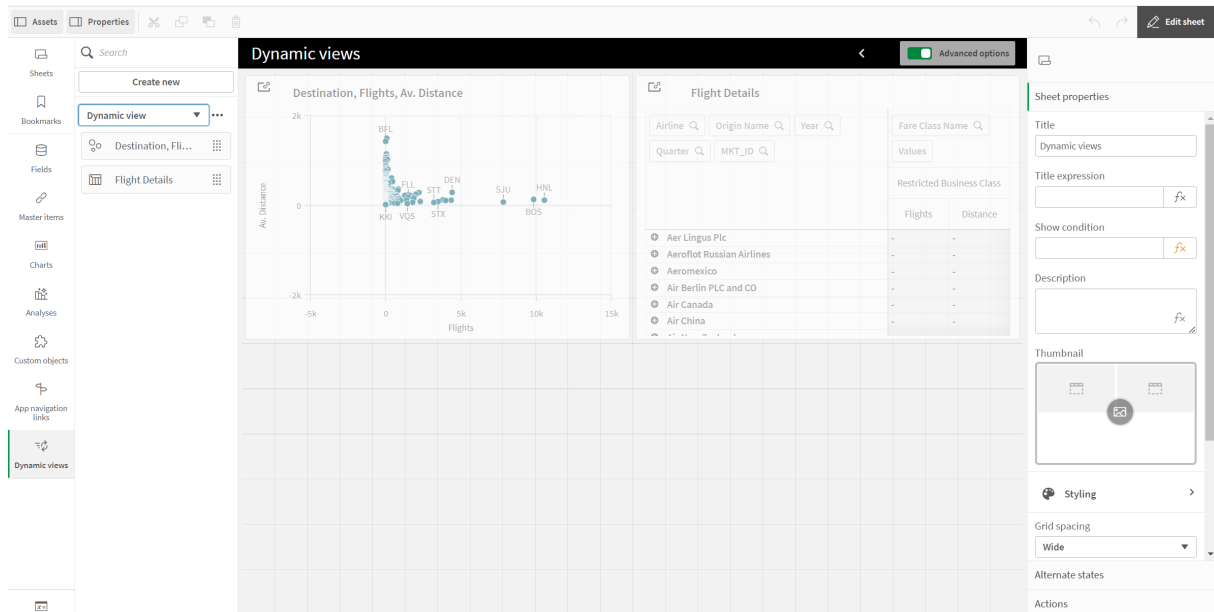 Assets
Properties
Edit sheet
Sheets
Bookmarks
Fields
Master items
Charts
Analyses
Custom objects
App navigation
links
Dynamic views
Search
Create new
Dynamic view
Destination, Fli...
Flight Details
Dynamic views
Advanced options
Destination, Flights, Av. Distance
2k
0
-2k
Av. Distance
BFL
FLL
STT
DEN
SJU
HNL
KKI
VQS
STX
BOS
-5k
0
5k
10k
15k
Flights
Flight Details
Airline
Origin Name
Year
Quarter
MKT_ID
Fare Class Name
Values
Restricted Business Class
Flights
Distance
Aer Lingus Plc
- -
Aeroflot Russian Airlines
- -
Aeromexico
- -
Air Berlin PLC and CO
- -
Air Canada
- -
Air China
- -
Sheet properties
Title
Dynamic views
Title expression
fx
Show condition
fx
Description
fx
Thumbnail
Styling
Grid spacing
Wide
Alternate states
Actions